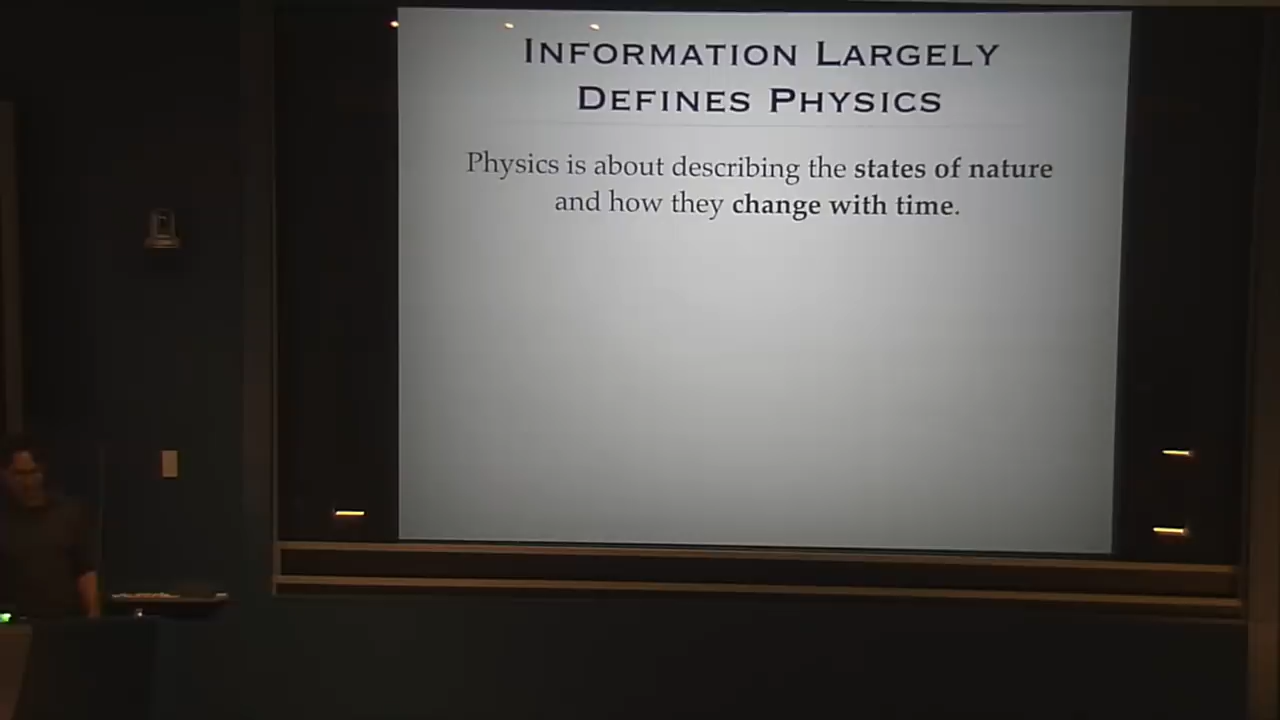 INFORMATION LARGELY
DEFINES PHYSICS
Physics is about describing the states of nature
and how they change with time.